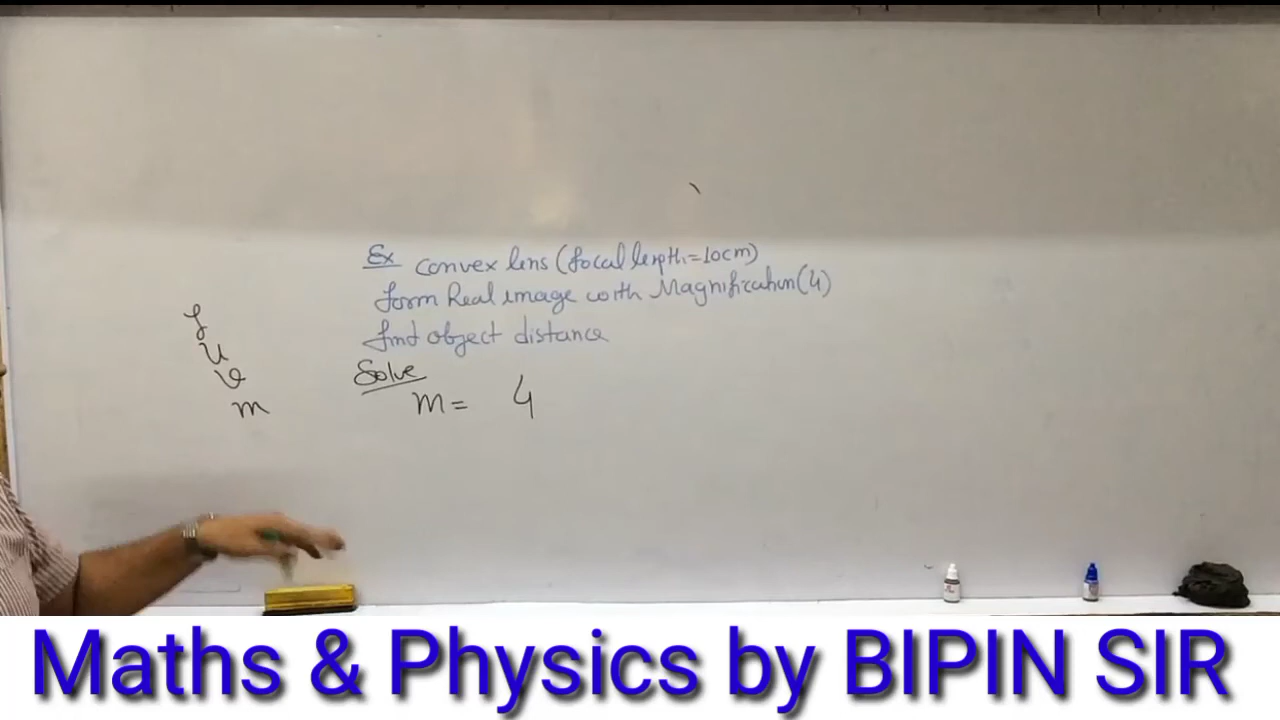 Ex Convex lens (focal length=10cm)
form Real image with Magnification(4)
find object distance
Solve
m= 4
f
u
v
m
Maths & Physics by BIPIN SIR